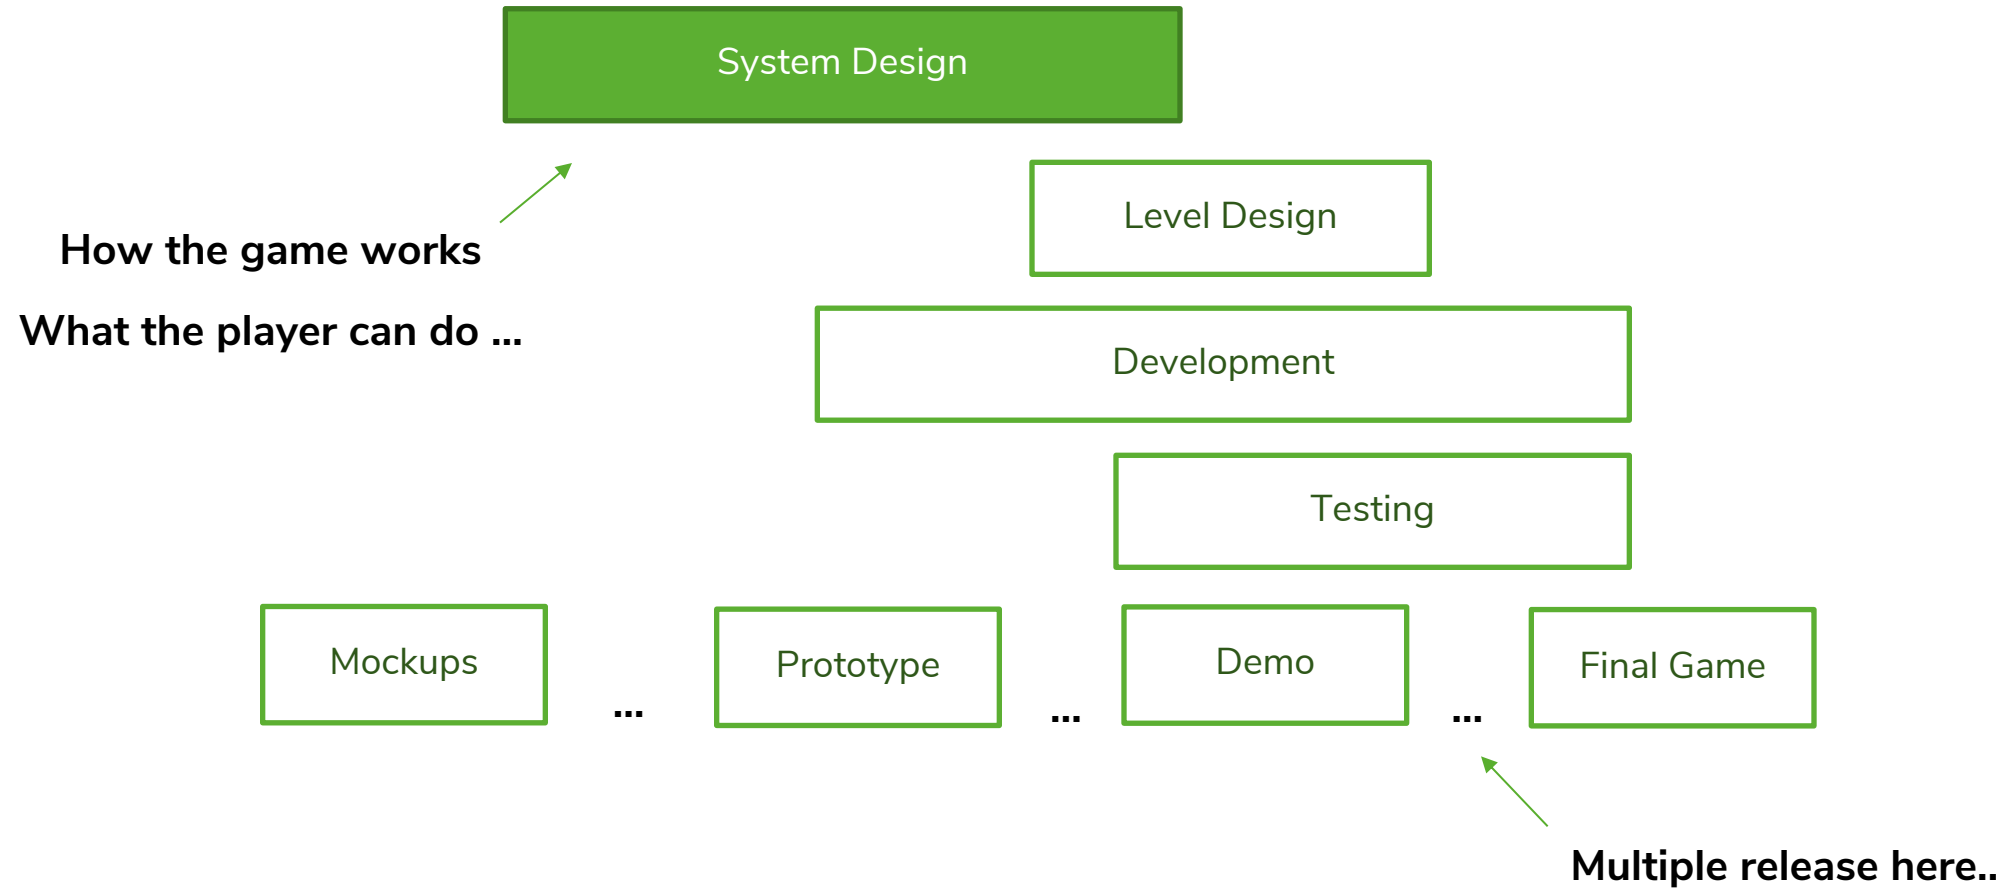 System Design
Level Design
How the game works
What the player can do ...
Development
Testing
Mockups
...
Prototype
...
Demo
...
Final Game
Multiple release here..